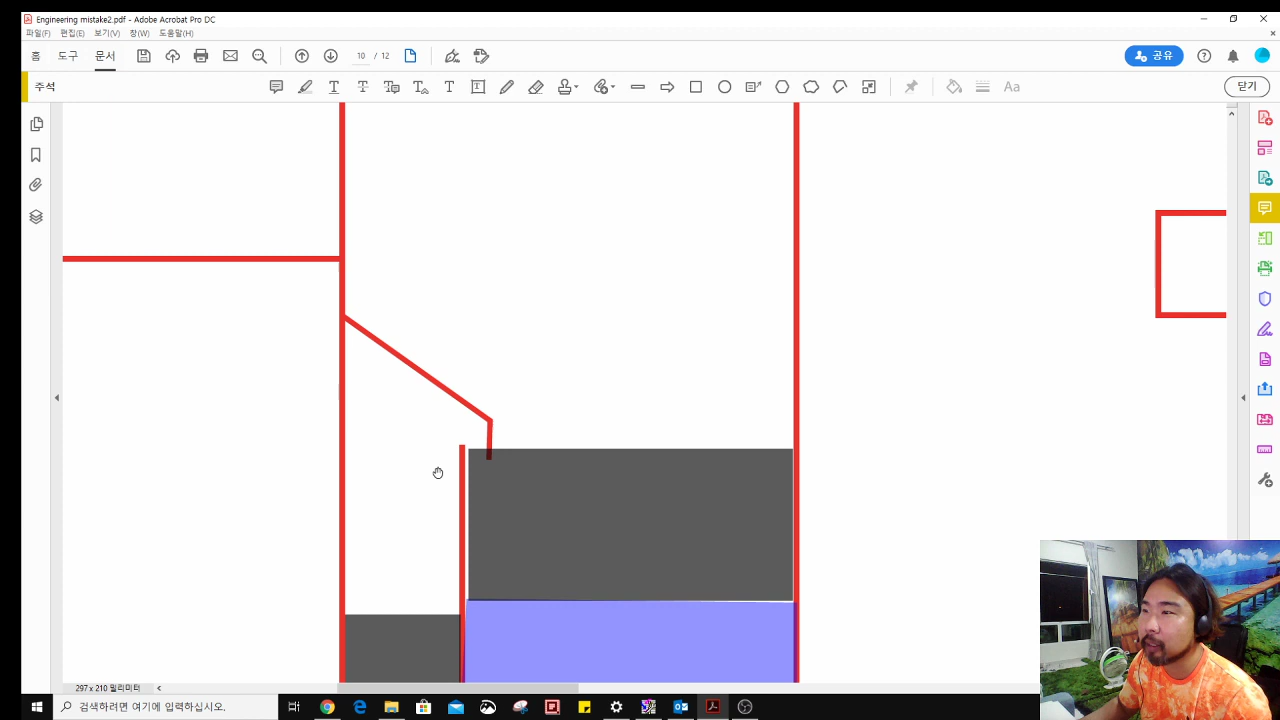 Engineering mistake2.pdf - Adobe Acrobat Pro DC
파일(F) 편집(E) 보기(V) 창(W) 도움말(H)
홈 도구 문서 10 / 12 공유
주석 Aa 닫기
297 x 210 밀리미터
검색하려면 여기에 입력하십시오.